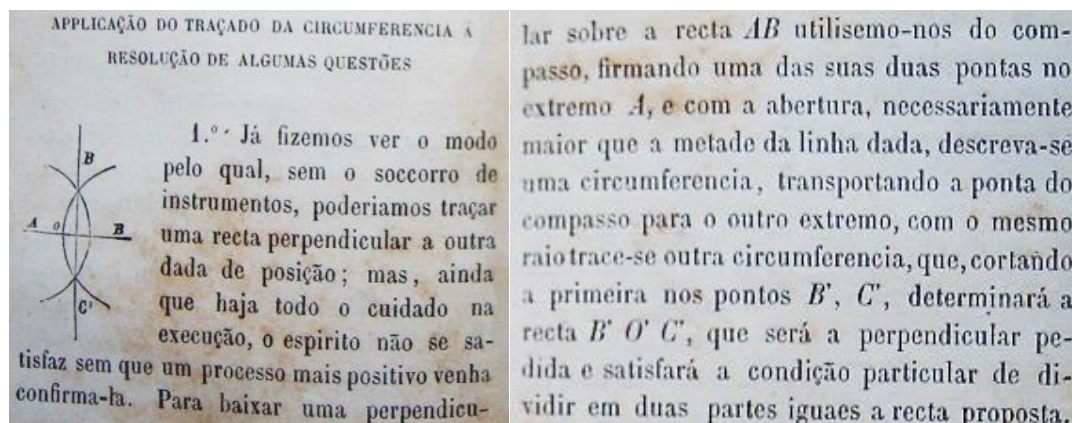 APPLICAÇÃO DO TRAÇADO DA CIRCUMFERENCIA Á
RESOLUÇÃO DE ALGUMAS QUESTÕES
1.º Já fizemos ver o modo
pelo qual, sem o soccorro de
instrumentos, poderiamos traçar
uma recta perpendicular a outra
dada de posição; mas, ainda
que haja todo o cuidado na
execução, o espirito não se sa-
tisfaz sem que um processo mais positivo venha
confirma-la. Para baixar uma perpendicu-
B
A o B
C'
lar sobre a recta AB utilisemo-nos do com-
passo, firmando uma das suas duas pontas no
extremo A, e com a abertura, necessariamente
maior que a metade da linha dada, descreva-se
uma circumferencia, transportando a ponta do
compasso para o outro extremo, com o mesmo
raio trace-se outra circumferencia, que, cortando
a primeira nos pontos B', C', determinará a
recta B' O' C', que será a perpendicular pe-
dida e satisfará a condição particular de di-
vidir em duas partes iguaes a recta proposta.